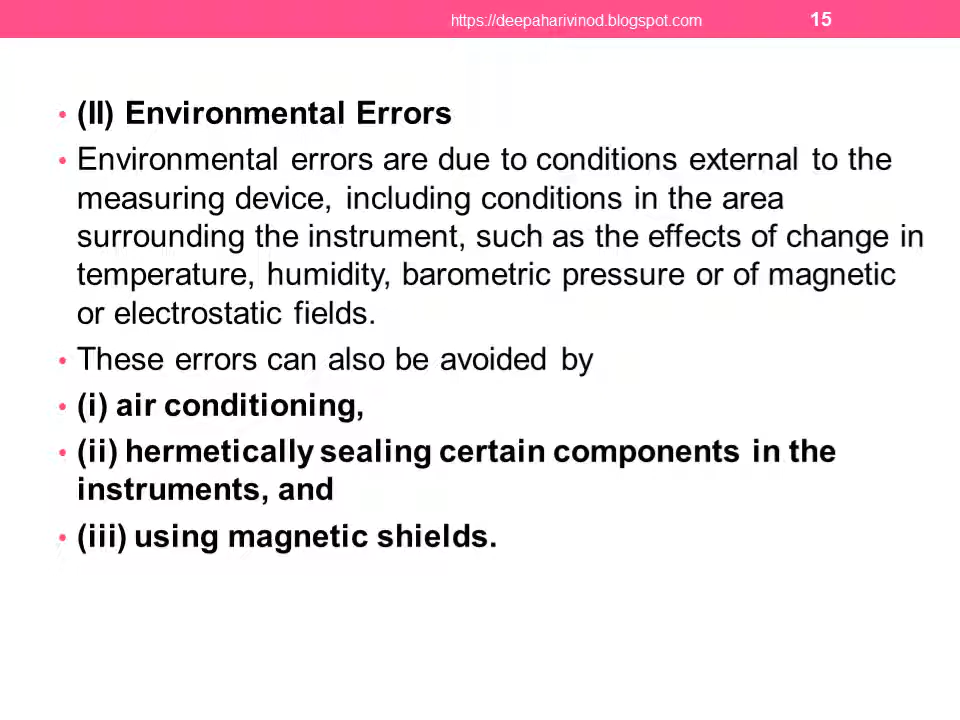 https://deepaharivinod.blogspot.com 15
• (II) Environmental Errors
• Environmental errors are due to conditions external to the
measuring device, including conditions in the area
surrounding the instrument, such as the effects of change in
temperature, humidity, barometric pressure or of magnetic
or electrostatic fields.
• These errors can also be avoided by
• (i) air conditioning,
• (ii) hermetically sealing certain components in the
instruments, and
• (iii) using magnetic shields.